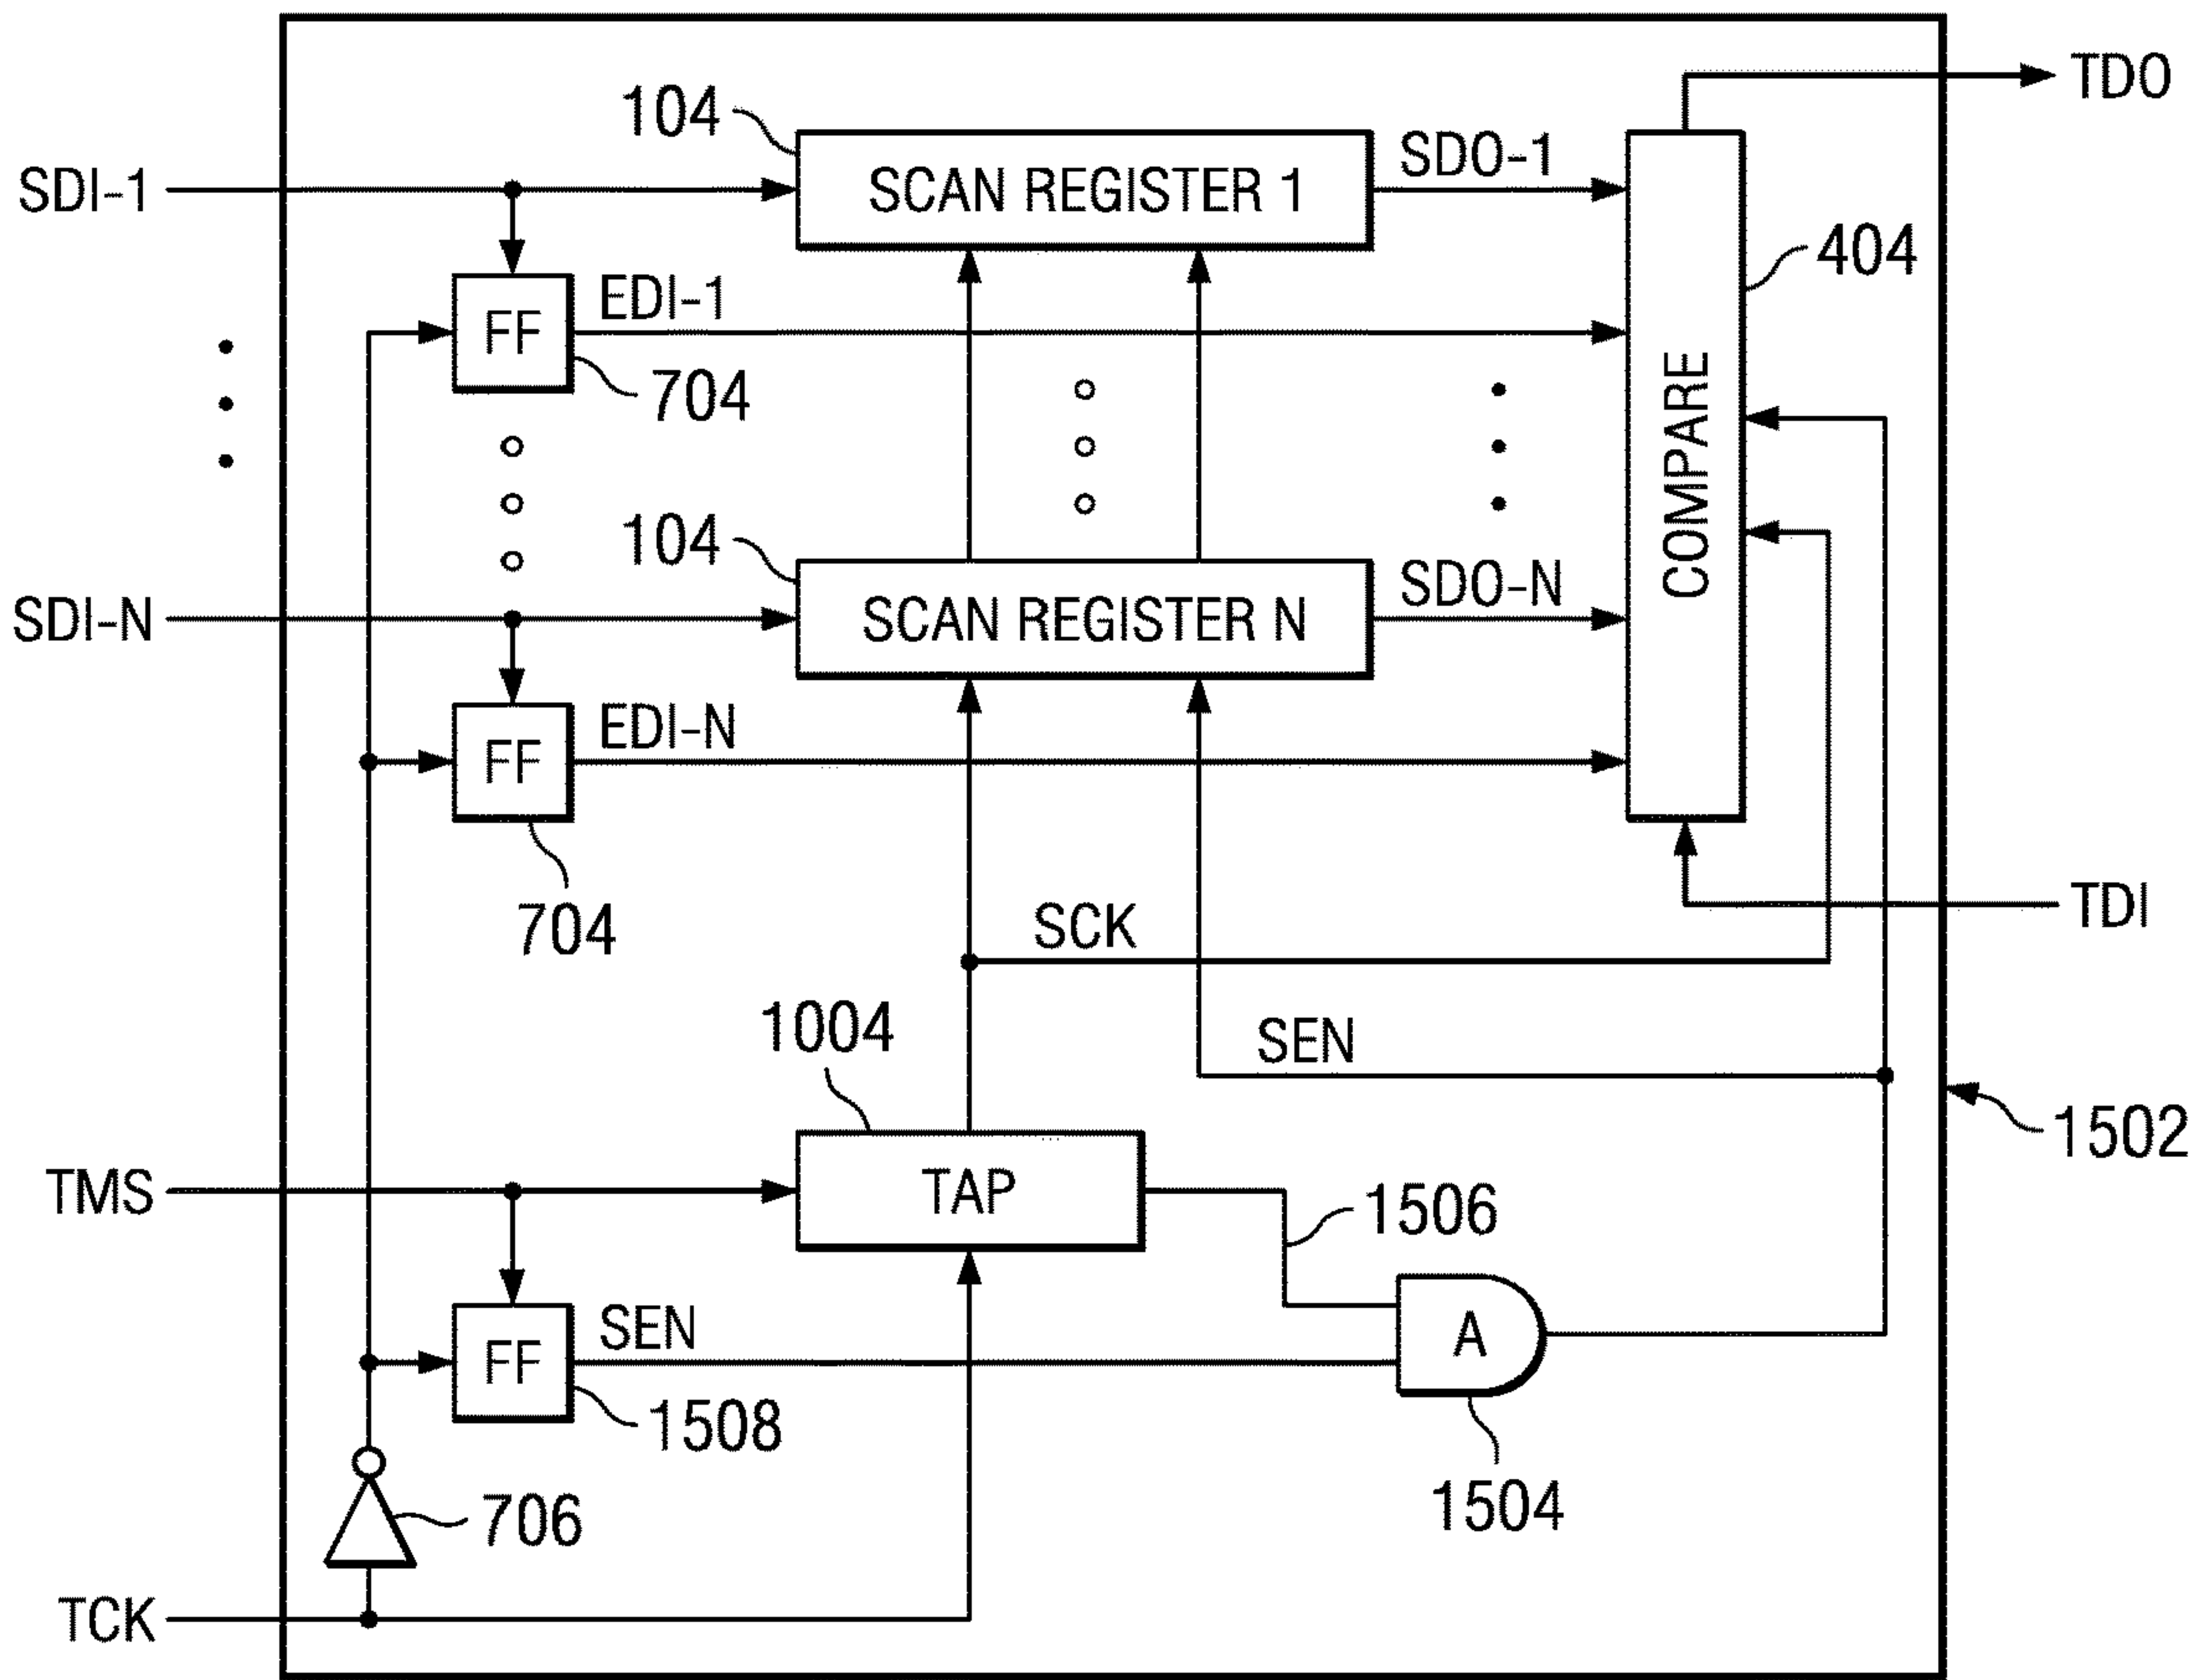 TDO
104
SDI-1
SCAN REGISTER 1
SDO-1
404
EDI-1
FF
704
COMPARE
104
SDI-N
SCAN REGISTER N
SDO-N
EDI-N
FF
704
TDI
SCK
1004
SEN
1502
TMS
TAP
1506
SEN
FF
A
1508
706
1504
TCK